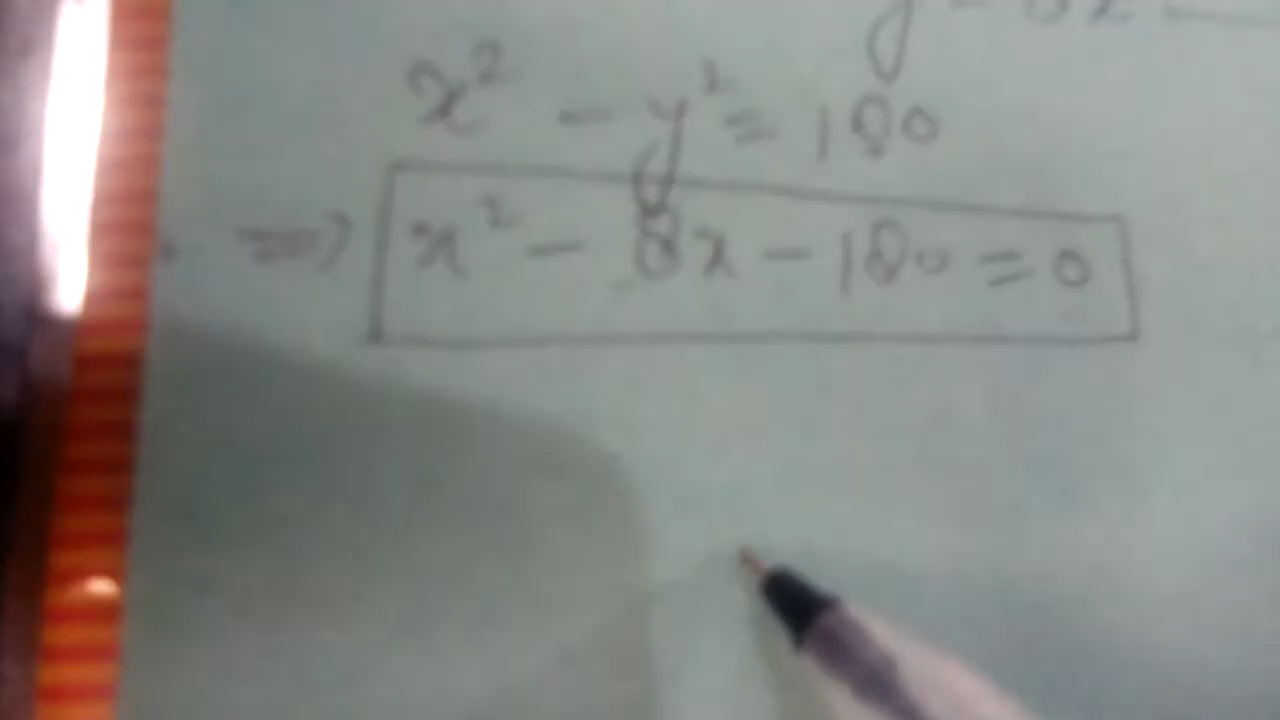 x² - y² = 180
=> x² - 8x - 180 = 0